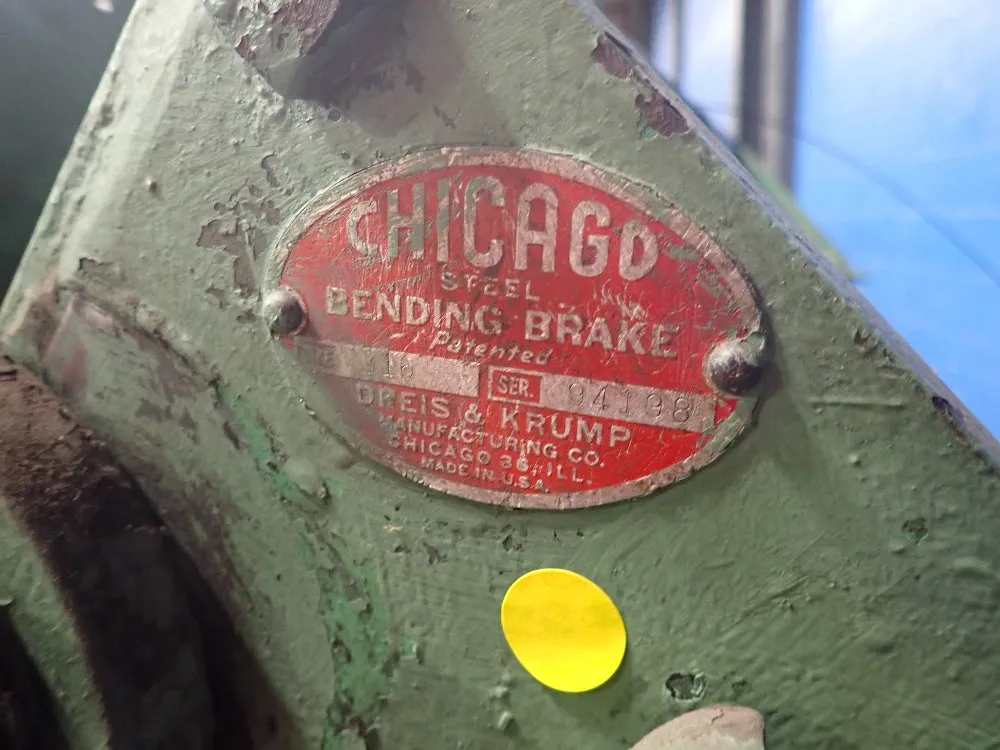 CHICAGO
STEEL
BENDING BRAKE
Patented
SER. 94198
DREIS & KRUMP
MANUFACTURING CO.
CHICAGO 36, ILL.
MADE IN U.S.A.